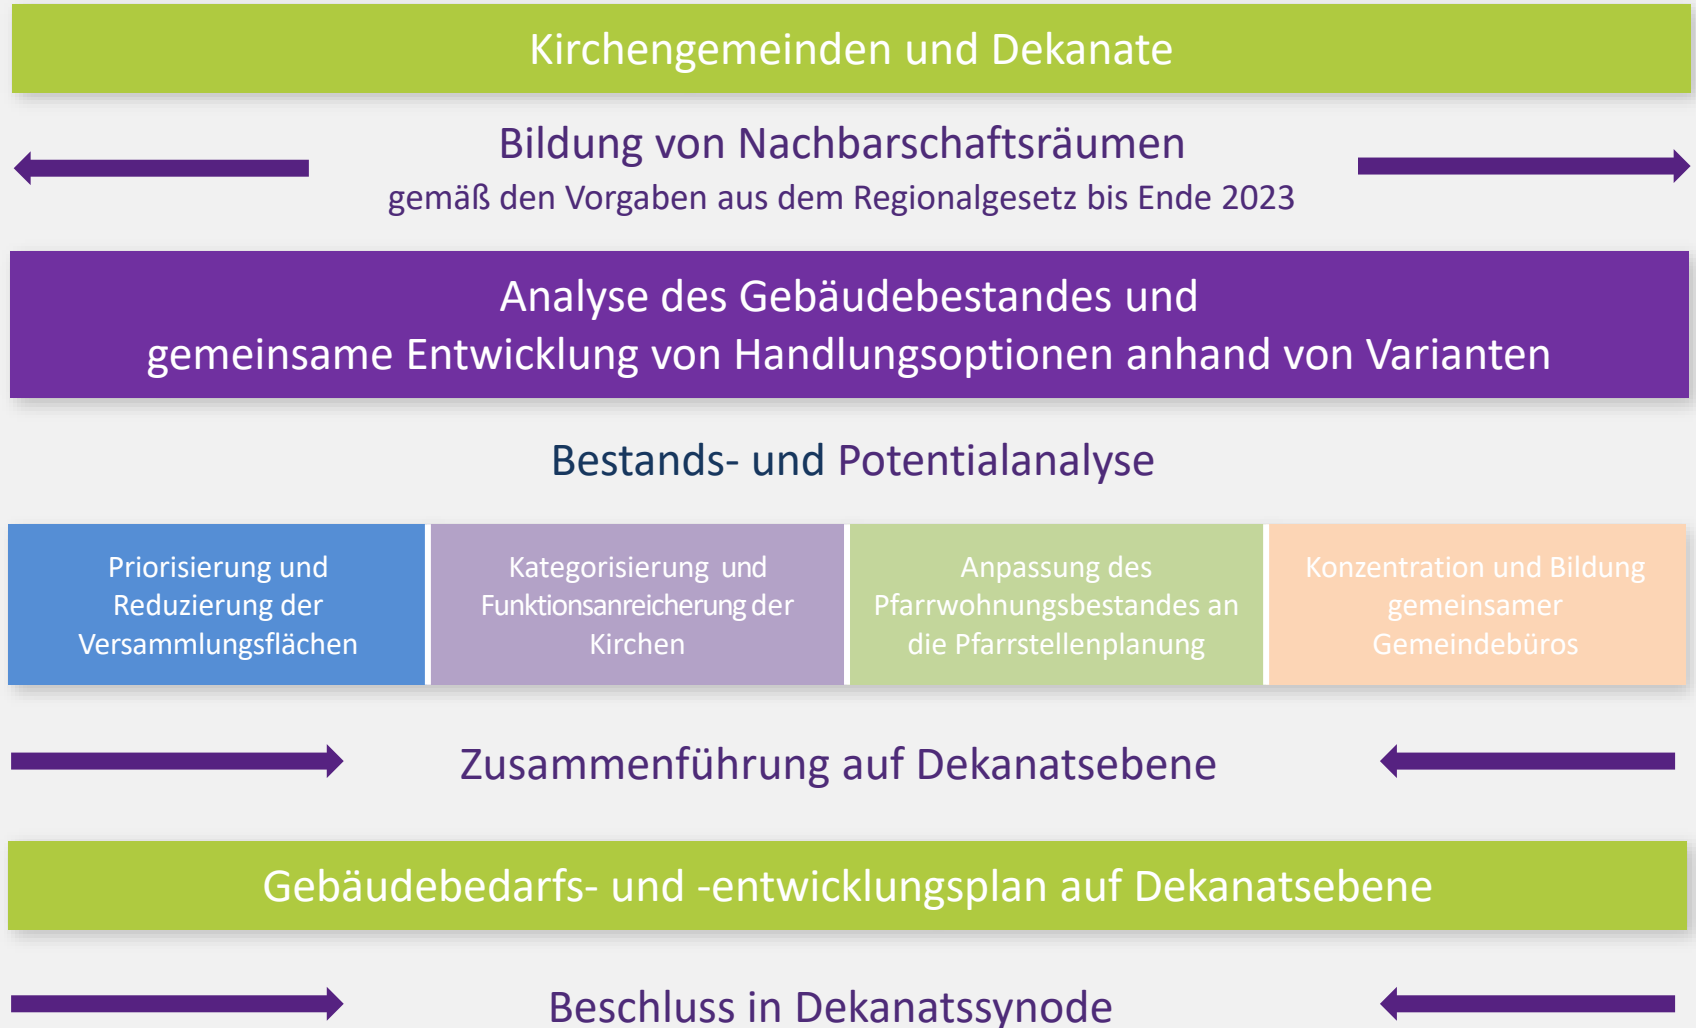 Kirchengemeinden und Dekanate
Bildung von Nachbarschaftsräumen
gemäß den Vorgaben aus dem Regionalgesetz bis Ende 2023
Analyse des Gebäudebestandes und
gemeinsame Entwicklung von Handlungsoptionen anhand von Varianten
Bestands- und Potentialanalyse
Priorisierung und
Reduzierung der
Versammlungsflächen
Kategorisierung und
Funktionsanreicherung der
Kirchen
Anpassung des
Pfarrwohnungsbestandes an
die Pfarrstellenplanung
Konzentration und Bildung
gemeinsamer
Gemeindebüros
Zusammenführung auf Dekanatsebene
Gebäudebedarfs- und -entwicklungsplan auf Dekanatsebene
Beschluss in Dekanatssynode